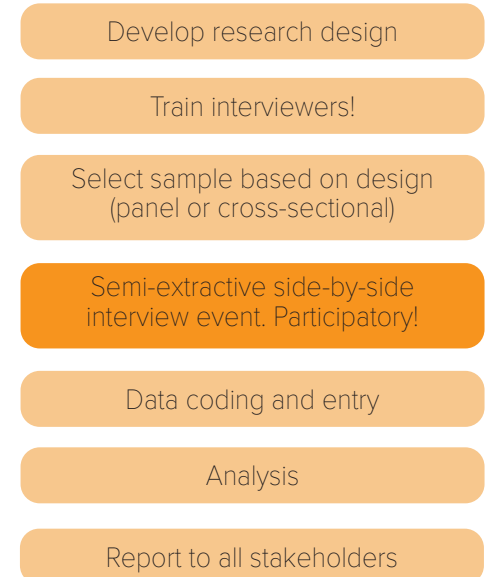 Develop research design
Train interviewers!
Select sample based on design
(panel or cross-sectional)
Semi-extractive side-by-side
interview event. Participatory!
Data coding and entry
Analysis
Report to all stakeholders